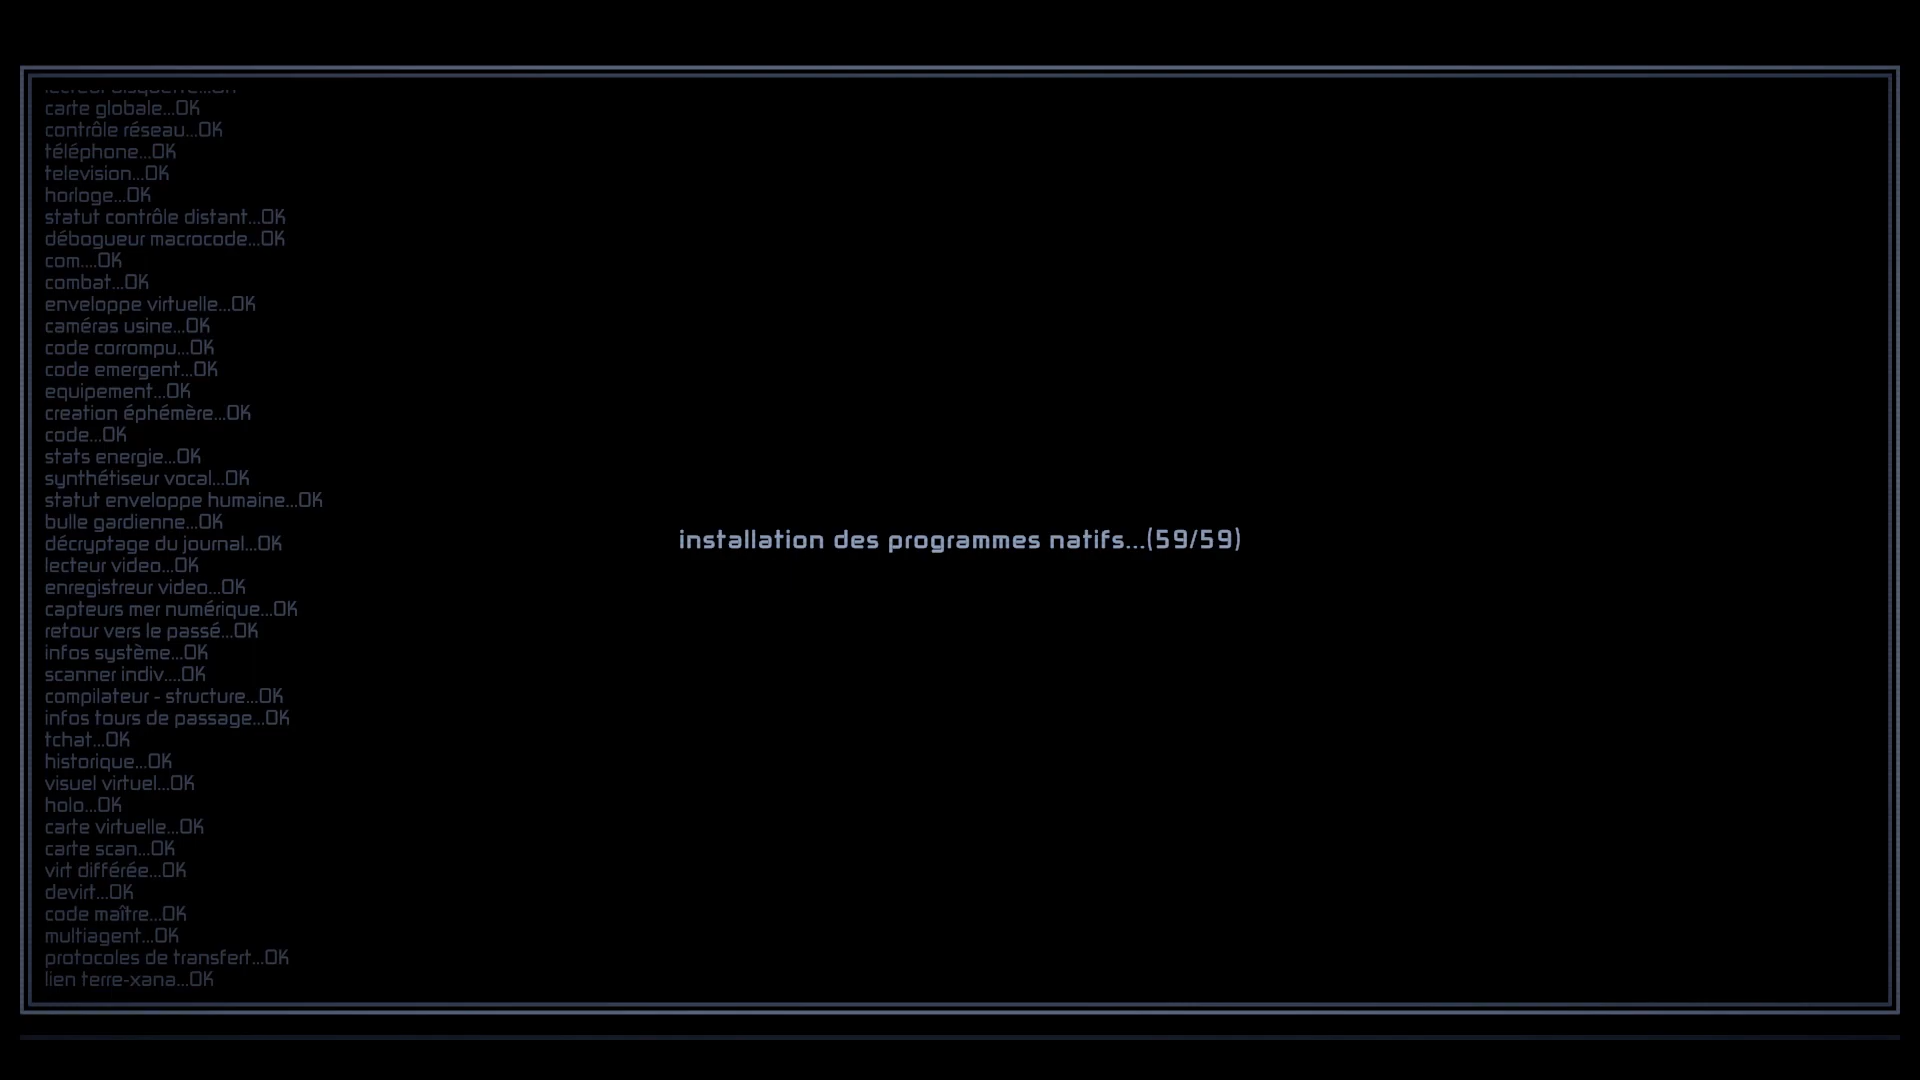 carte globale...OK
contrôle réseau...OK
téléphone...OK
television...OK
horloge...OK
statut contrôle distant...OK
débogueur macrocode...OK
com....OK
combat...OK
enveloppe virtuelle...OK
caméras usine...OK
code corrompu...OK
code emergent...OK
equipement...OK
creation éphémère...OK
code...OK
stats energie...OK
synthétiseur vocal...OK
statut enveloppe humaine...OK
bulle gardienne...OK
décryptage du journal...OK
lecteur video...OK
enregistreur video...OK
capteurs mer numérique...OK
retour vers le passé...OK
infos système...OK
scanner indiv....OK
compilateur - structure...OK
infos tours de passage...OK
tchat...OK
historique...OK
visuel virtuel...OK
holo...OK
carte virtuelle...OK
carte scan...OK
virt différée...OK
devirt...OK
code maître...OK
multiagent...OK
protocoles de transfert...OK
lien terre-xana...OK
installation des programmes natifs...(59/59)